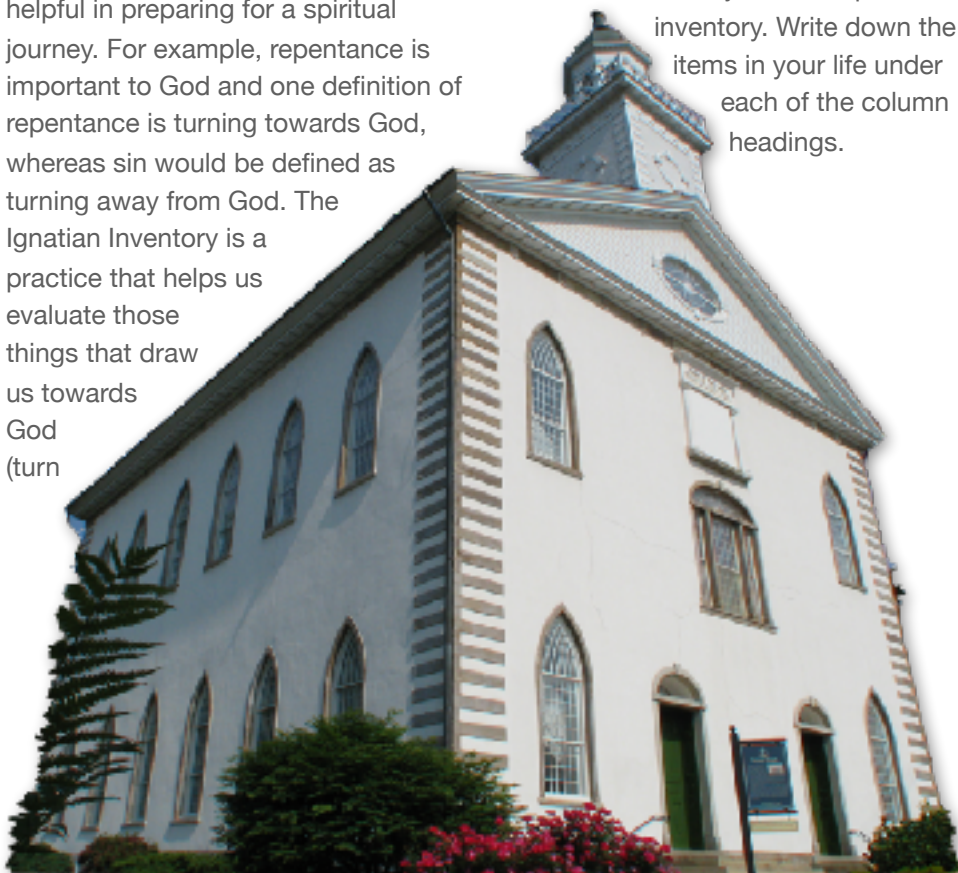 helpful in preparing for a spiritual
journey. For example, repentance is
important to God and one definition of
repentance is turning towards God,
whereas sin would be defined as
turning away from God. The
Ignatian Inventory is a
practice that helps us
evaluate those
things that draw
us towards
God
(turn
inventory. Write down the
items in your life under
each of the column
headings.